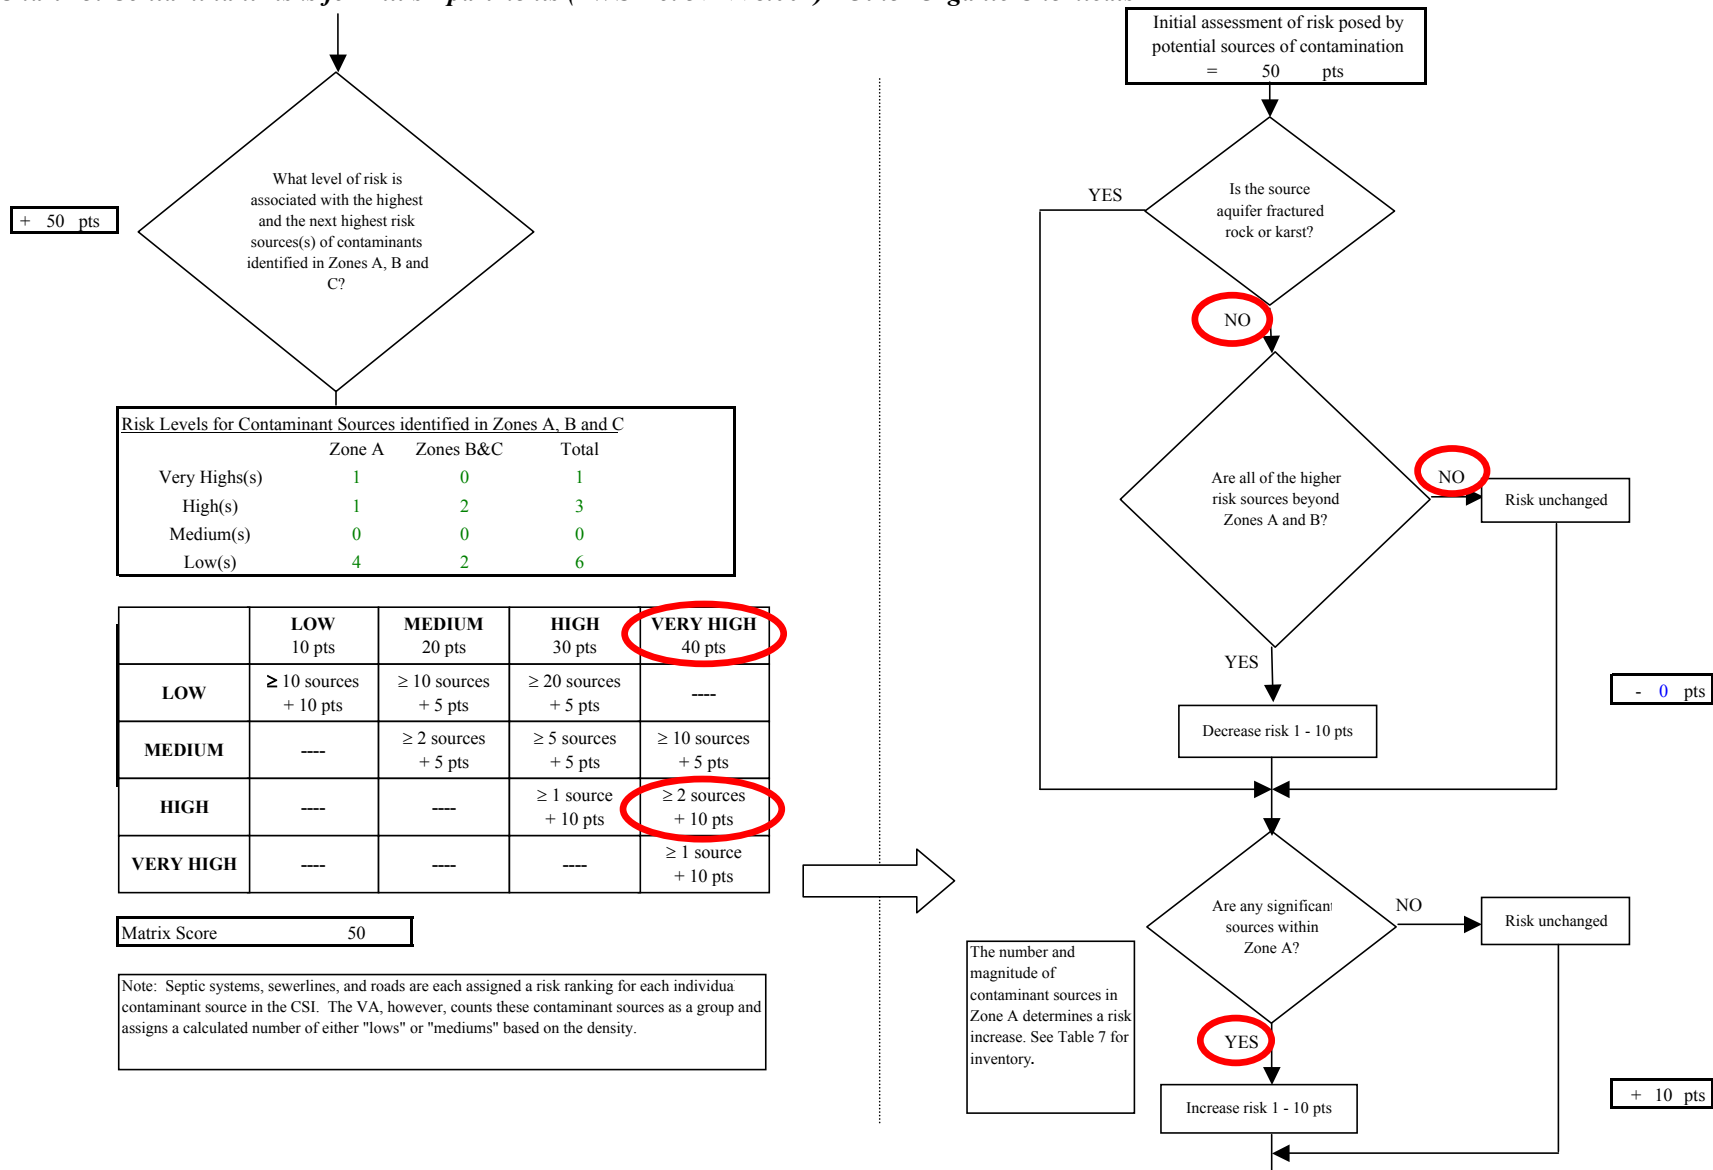 What level of risk is
associated with the highest
and the next highest risk
sources(s) of contaminants
identified in Zones A, B and
C?
+ 50 pts
Risk Levels for Contaminant Sources identified in Zones A, B and C
Zone A Zones B&C Total
Very Highs(s) 1 0 1
High(s) 1 2 3
Medium(s) 0 0 0
Low(s) 4 2 6
LOW MEDIUM HIGH VERY HIGH
10 pts 20 pts 30 pts 40 pts
LOW ≥ 10 sources ≥ 10 sources ≥ 20 sources ----
+ 10 pts + 5 pts + 5 pts
MEDIUM ---- ≥ 2 sources ≥ 5 sources ≥ 10 sources
+ 5 pts + 5 pts + 5 pts
HIGH ---- ---- ≥ 1 source ≥ 2 sources
+ 10 pts + 10 pts
VERY HIGH ---- ---- ---- ≥ 1 source
+ 10 pts
Matrix Score 50
Note: Septic systems, sewerlines, and roads are each assigned a risk ranking for each individua
contaminant source in the CSI. The VA, however, counts these contaminant sources as a group and
assigns a calculated number of either "lows" or "mediums" based on the density.
Initial assessment of risk posed by
potential sources of contamination
= 50 pts
Is the source
aquifer fractured
rock or karst?
YES
NO
Are all of the higher
risk sources beyond
Zones A and B?
NO
Risk unchanged
YES
Decrease risk 1 - 10 pts
- 0 pts
Are any significant
sources within
Zone A?
NO
Risk unchanged
The number and
magnitude of
contaminant sources in
Zone A determines a risk
increase. See Table 7 for
inventory.
YES
Increase risk 1 - 10 pts
+ 10 pts